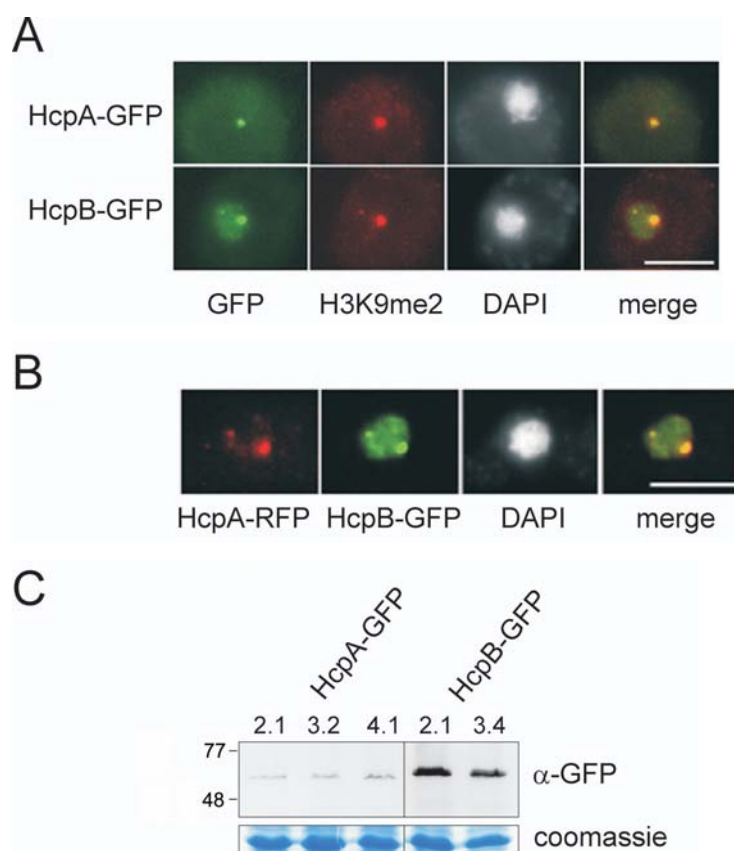 A
HcpA-GFP
HcpB-GFP
GFP H3K9me2 DAPI merge
B
HcpA-RFP HcpB-GFP DAPI merge
C
HcpA-GFP HcpB-GFP
2.1 3.2 4.1 2.1 3.4
77
48
α-GFP
coomassie